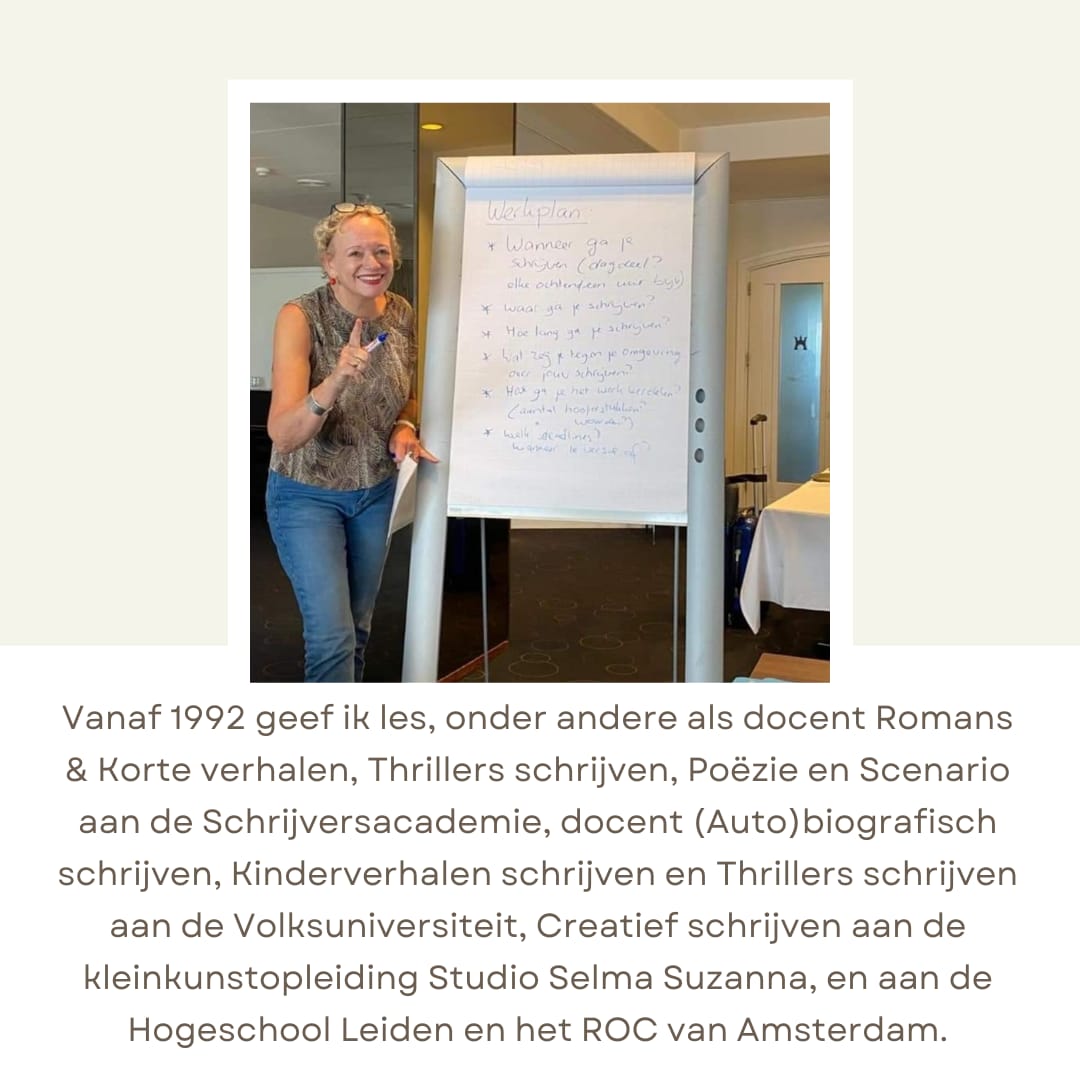 Werkplan:
* Wanneer ga je
schrijven (dagdeel?
elke ochtend een uur bijv)
* Waar ga je schrijven?
* Hoe lang ga je schrijven?
* Wat zeg je tegen je omgeving
over jouw schrijven?
* Hoe ga je het werk verdelen?
(aantal hoofdstukken?
" woorden?)
* Welke deadlines?
Wanneer 1e versie af?
Vanaf 1992 geef ik les, onder andere als docent Romans
& Korte verhalen, Thrillers schrijven, Poëzie en Scenario
aan de Schrijversacademie, docent (Auto)biografisch
schrijven, Kinderverhalen schrijven en Thrillers schrijven
aan de Volksuniversiteit, Creatief schrijven aan de
kleinkunstopleiding Studio Selma Suzanna, en aan de
Hogeschool Leiden en het ROC van Amsterdam.